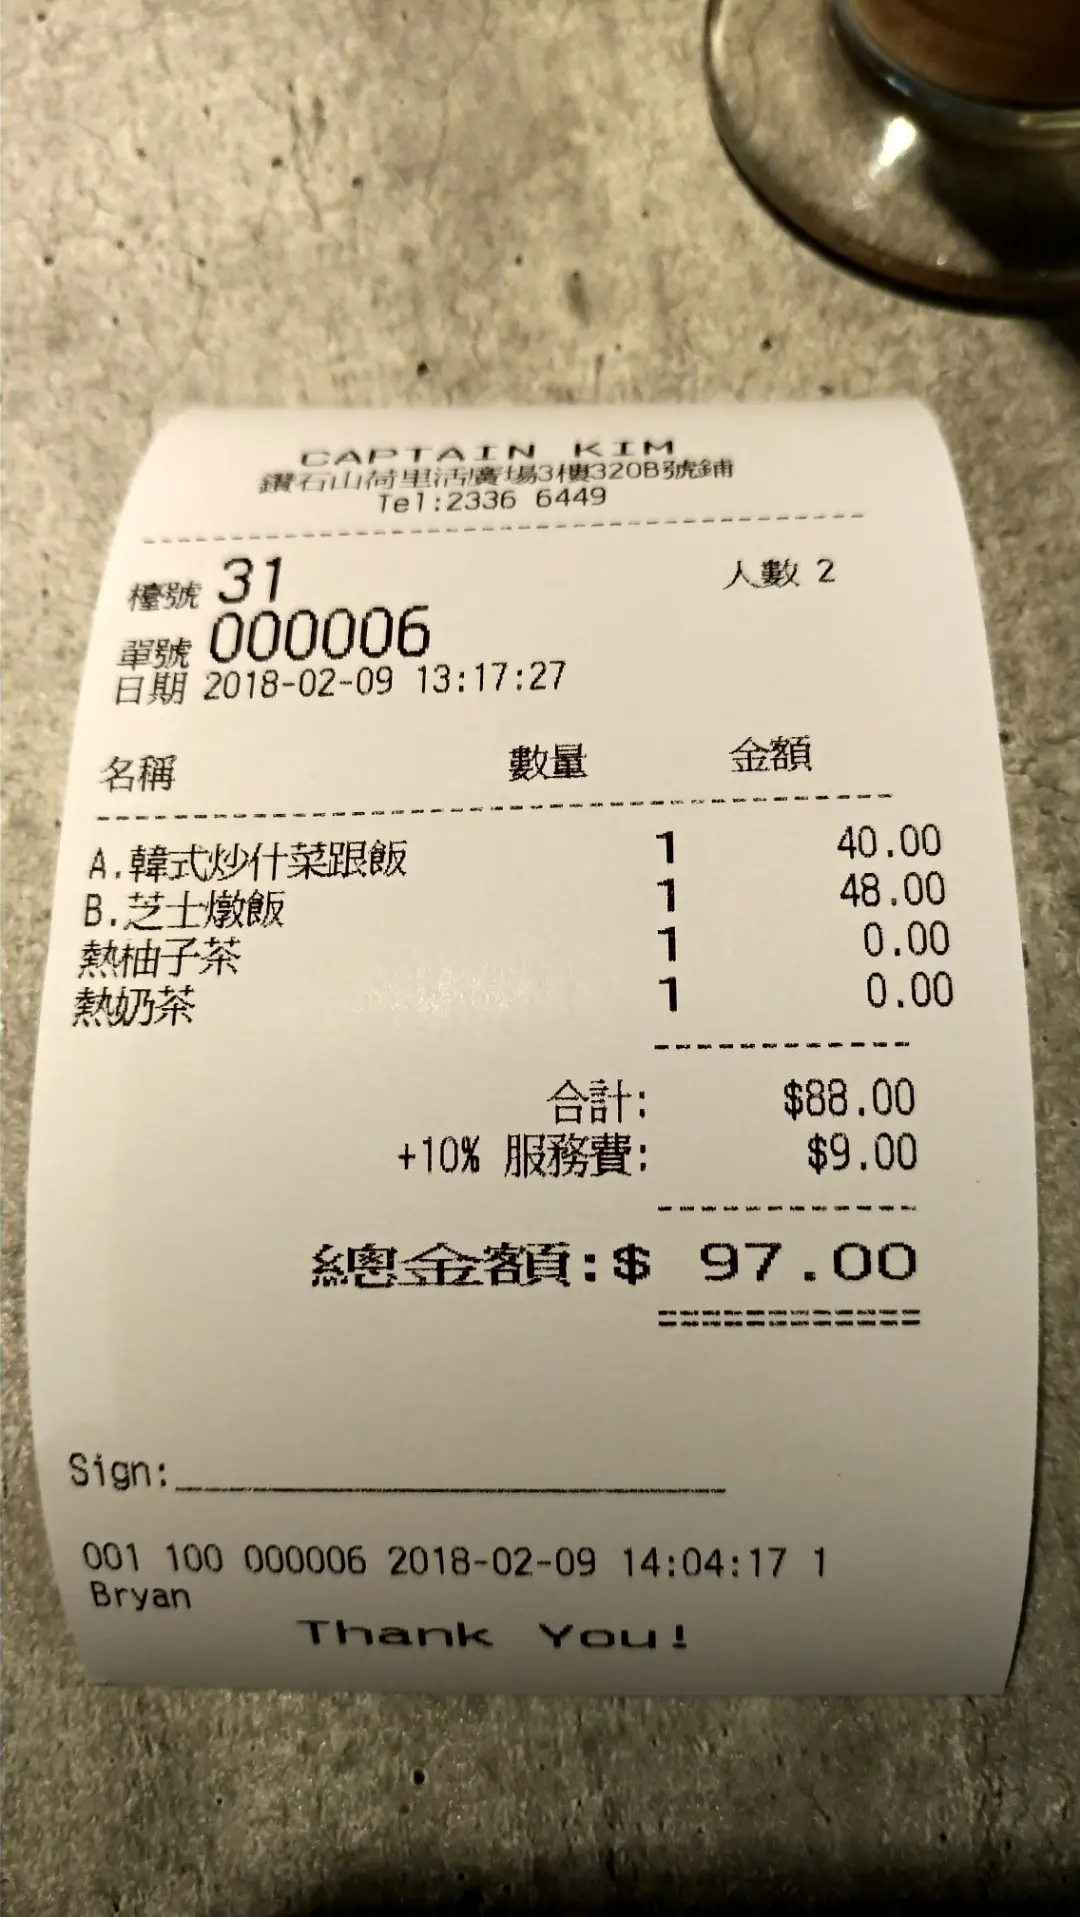 CAPTAIN KIM
鑽石山荷里活廣場3樓320B號鋪
Tel:2336 6449
檯號 31 人數 2
單號 000006
日期 2018-02-09 13:17:27
名稱 數量 金額
A.韓式炒什菜跟飯 1 40.00
B.芝士燉飯 1 48.00
熱柚子茶 1 0.00
熱奶茶 1 0.00
合計: $88.00
+10% 服務費: $9.00
總金額:$ 97.00
Sign:
001 100 000006 2018-02-09 14:04:17 1
Bryan
Thank You!